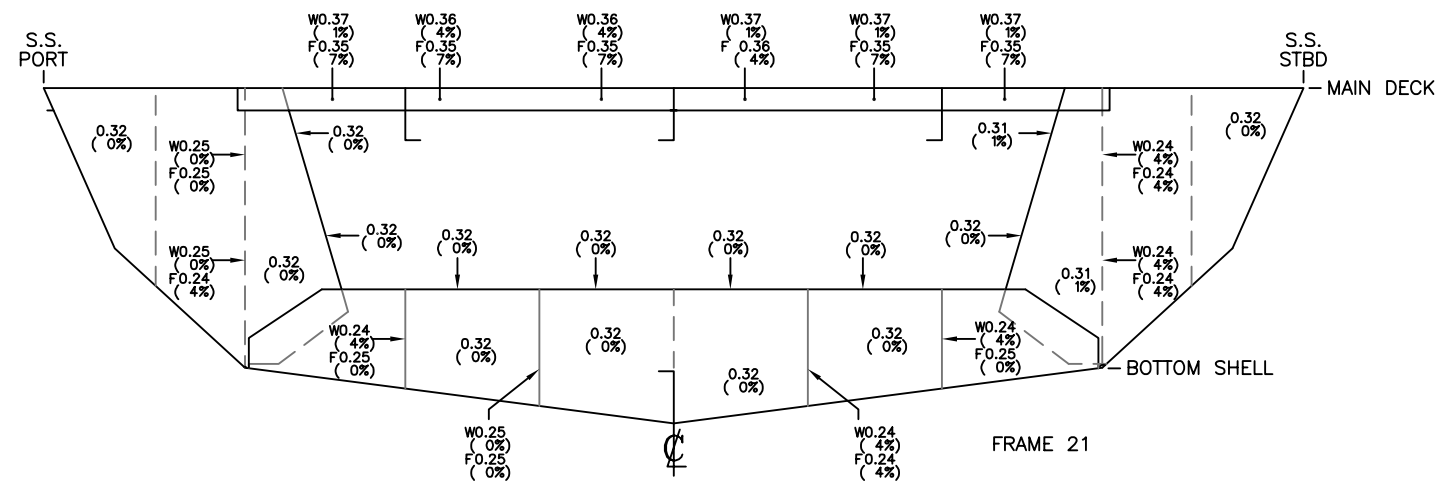 W0.37
( 1%)
F0.35
( 7%)
W0.36
( 4%)
F0.35
( 7%)
W0.36
( 4%)
F0.35
( 7%)
W0.37
( 1%)
F 0.36
( 4%)
W0.37
( 1%)
F0.35
( 7%)
W0.37
( 1%)
F0.35
( 7%)
S.S.
PORT
S.S.
STBD
MAIN DECK
0.32
( 0%)
W0.25
( 0%)
F0.25
( 0%)
0.32
( 0%)
0.31
( 1%)
W0.24
( 4%)
F0.24
( 4%)
0.32
( 0%)
W0.25
( 0%)
F0.24
( 4%)
0.32
( 0%)
0.32
( 0%)
0.32
( 0%)
0.32
( 0%)
0.32
( 0%)
0.32
( 0%)
0.32
( 0%)
0.31
( 1%)
W0.24
( 4%)
F0.24
( 4%)
W0.24
( 4%)
F0.25
( 0%)
0.32
( 0%)
0.32
( 0%)
0.32
( 0%)
0.32
( 0%)
W0.24
( 4%)
F0.25
( 0%)
BOTTOM SHELL
W0.25
( 0%)
F0.25
( 0%)
℄
W0.24
( 4%)
F0.24
( 4%)
FRAME 21